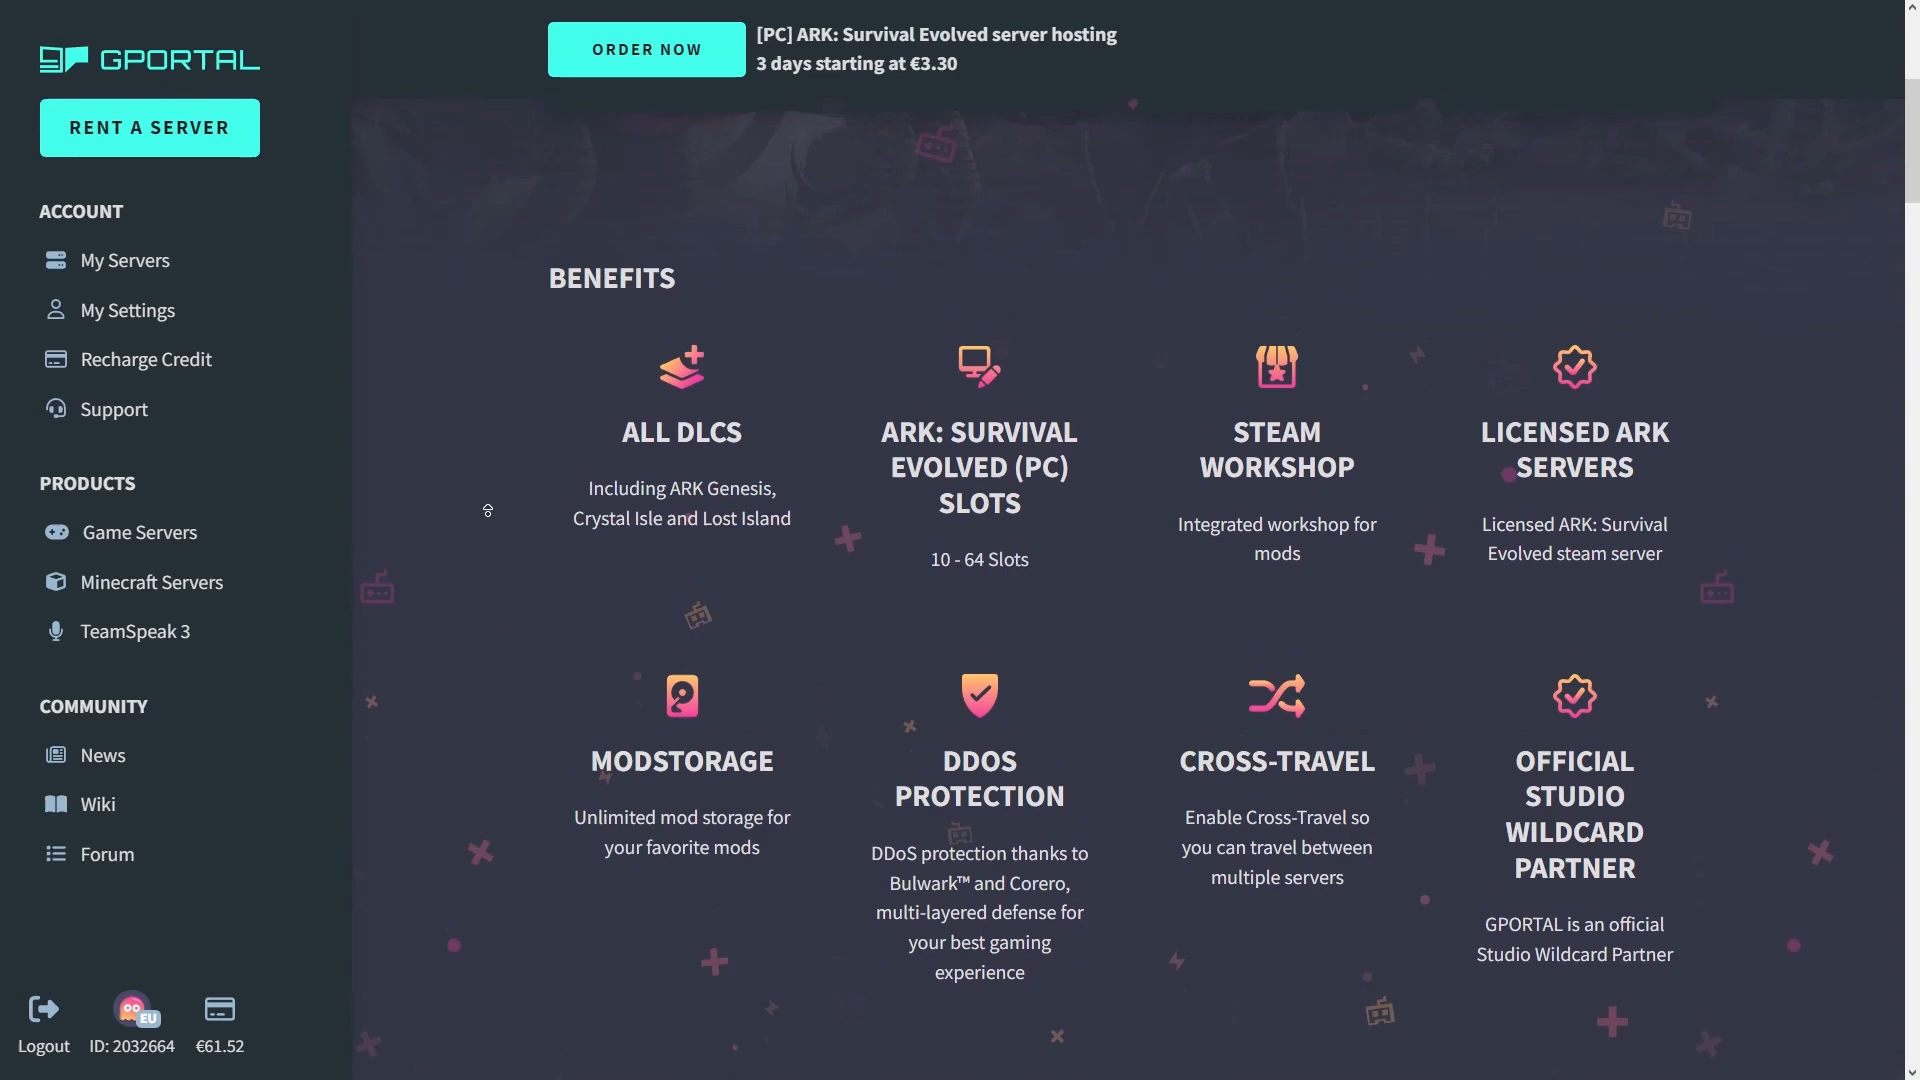 GPORTAL
RENT A SERVER
ACCOUNT
My Servers
My Settings
Recharge Credit
Support
PRODUCTS
Game Servers
Minecraft Servers
TeamSpeak 3
COMMUNITY
News
Wiki
Forum
EU
Logout
ID: 2032664
€61.52
ORDER NOW
[PC] ARK: Survival Evolved server hosting
3 days starting at €3.30
BENEFITS
ALL DLCS
Including ARK Genesis,
Crystal Isle and Lost Island
ARK: SURVIVAL
EVOLVED (PC)
SLOTS
10 - 64 Slots
STEAM
WORKSHOP
Integrated workshop for
mods
LICENSED ARK
SERVERS
Licensed ARK: Survival
Evolved steam server
MODSTORAGE
Unlimited mod storage for
your favorite mods
DDOS
PROTECTION
DDoS protection thanks to
Bulwark™ and Corero,
multi-layered defense for
your best gaming
experience
CROSS-TRAVEL
Enable Cross-Travel so
you can travel between
multiple servers
OFFICIAL
STUDIO
WILDCARD
PARTNER
GPORTAL is an official
Studio Wildcard Partner